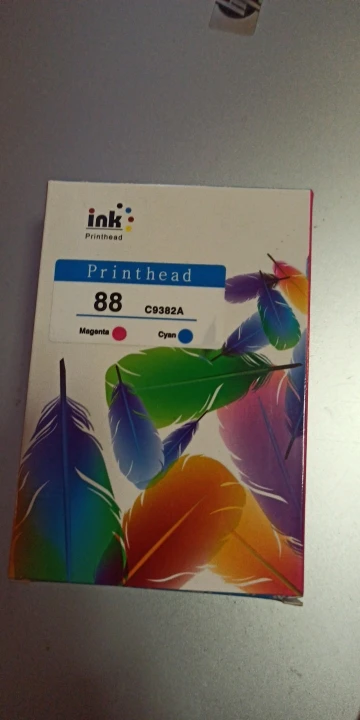 ink
Printhead
Printhead
88 C9382A
Magenta Cyan